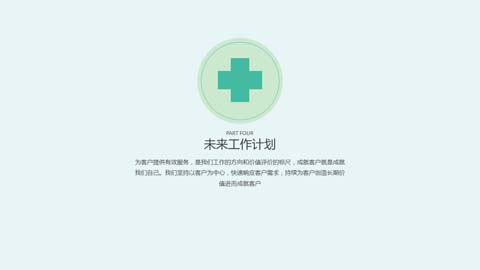 PART FOUR
未来工作计划
为客户提供有效服务，是我们工作的方向和价值评价的标尺，成就客户就是成就
我们自己。我们坚持以客户为中心，快速响应客户需求，持续为客户创造长期价
值进而成就客户